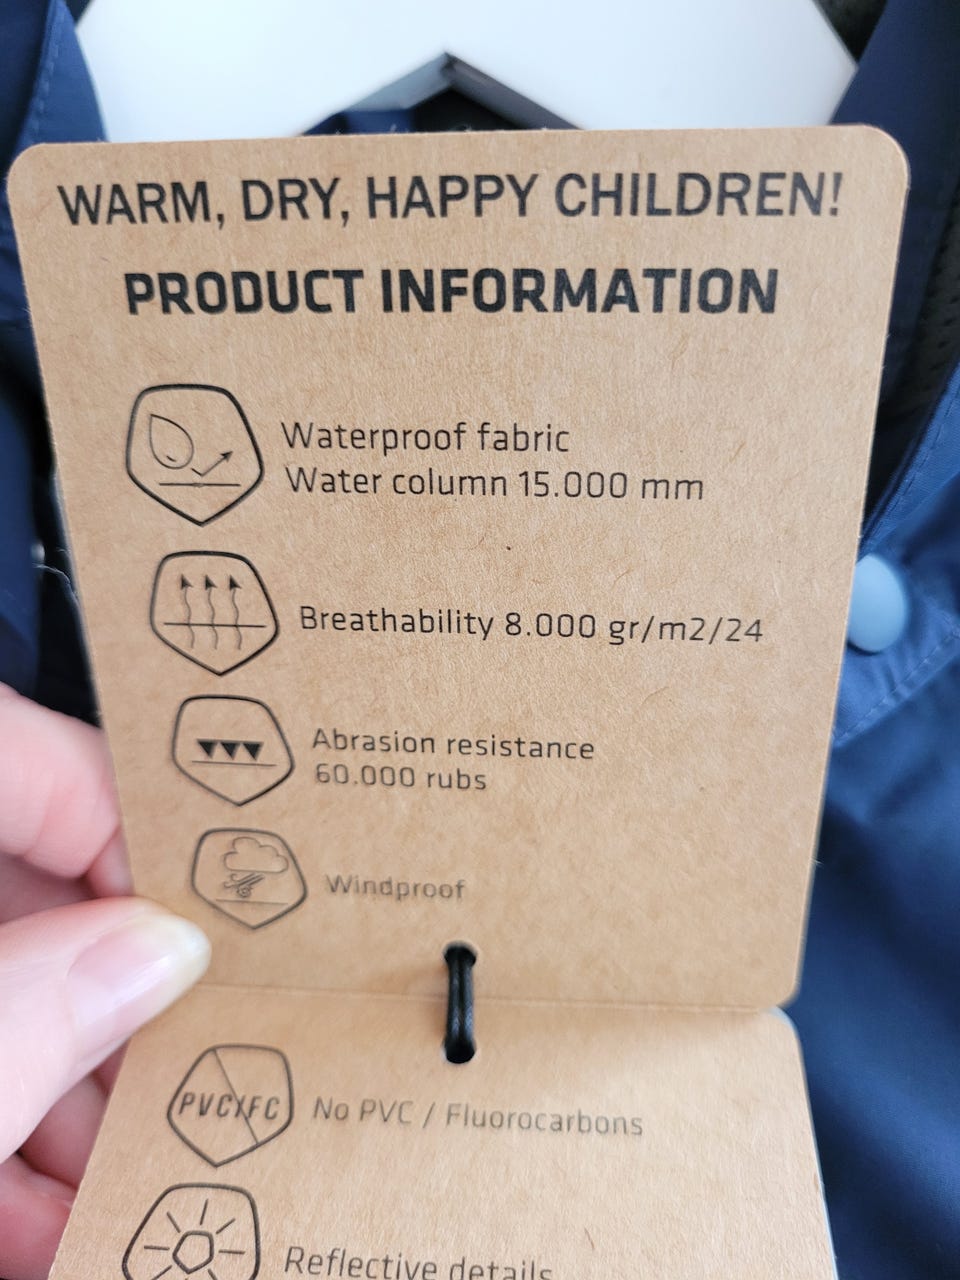 WARM, DRY, HAPPY CHILDREN!
PRODUCT INFORMATION
Waterproof fabric
Water column 15.000 mm
Breathability 8.000 gr/m2/24
Abrasion resistance
60.000 rubs
Windproof
PVC/FC
No PVC / Fluorocarbons
Reflective details